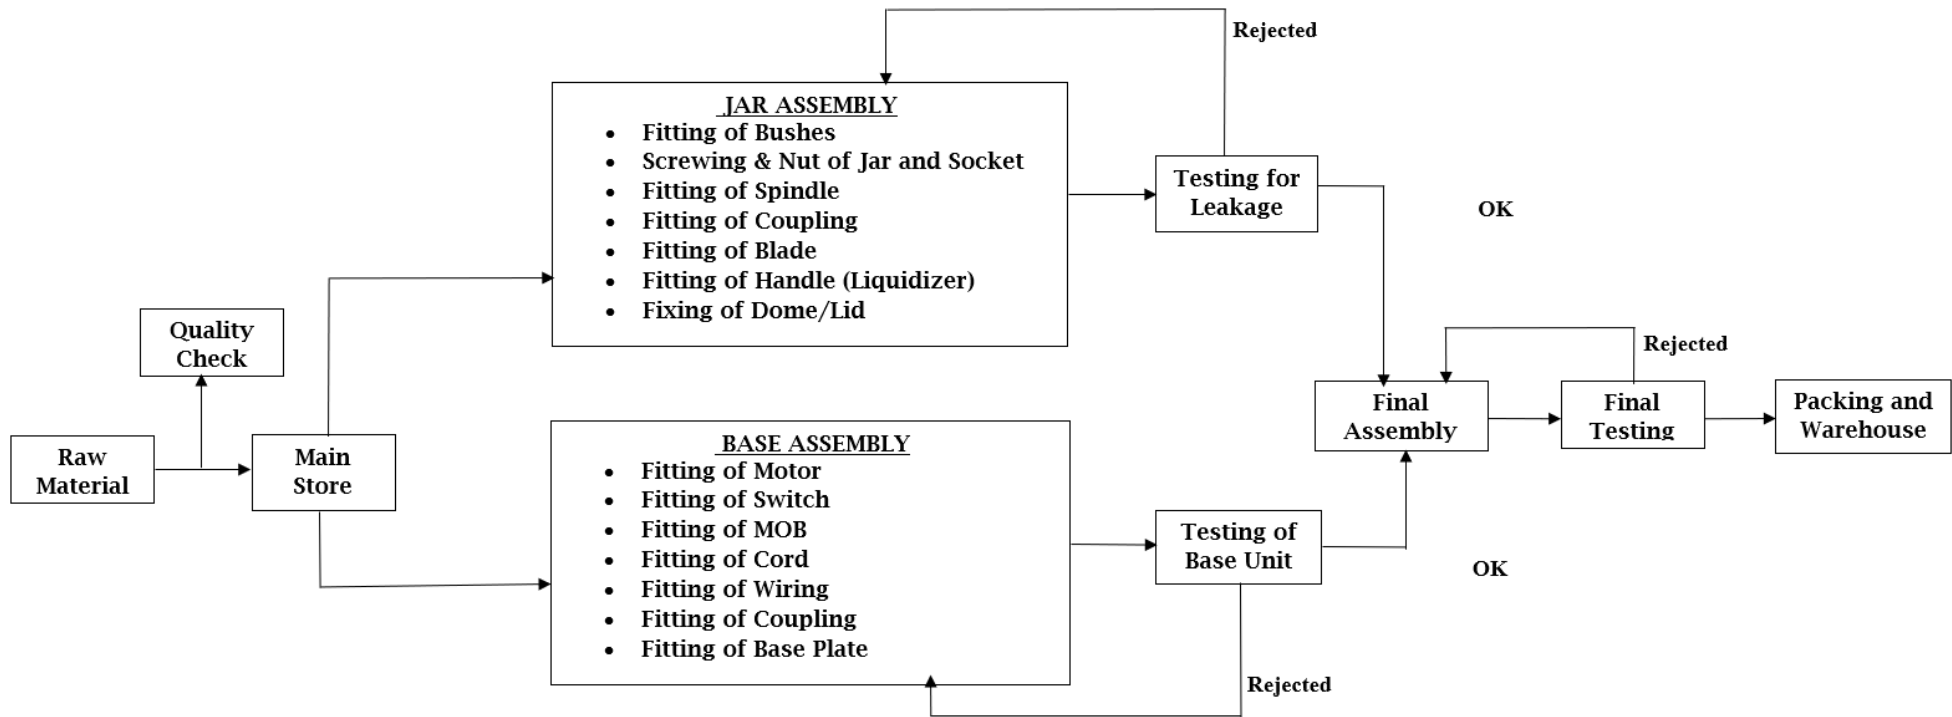 Rejected
JAR ASSEMBLY
• Fitting of Bushes
• Screwing & Nut of Jar and Socket
• Fitting of Spindle
• Fitting of Coupling
• Fitting of Blade
• Fitting of Handle (Liquidizer)
• Fixing of Dome/Lid
Testing for
Leakage
OK
Quality
Check
Raw
Material
Main
Store
BASE ASSEMBLY
• Fitting of Motor
• Fitting of Switch
• Fitting of MOB
• Fitting of Cord
• Fitting of Wiring
• Fitting of Coupling
• Fitting of Base Plate
Testing of
Base Unit
OK
Rejected
Final
Assembly
Rejected
Final
Testing
Packing and
Warehouse